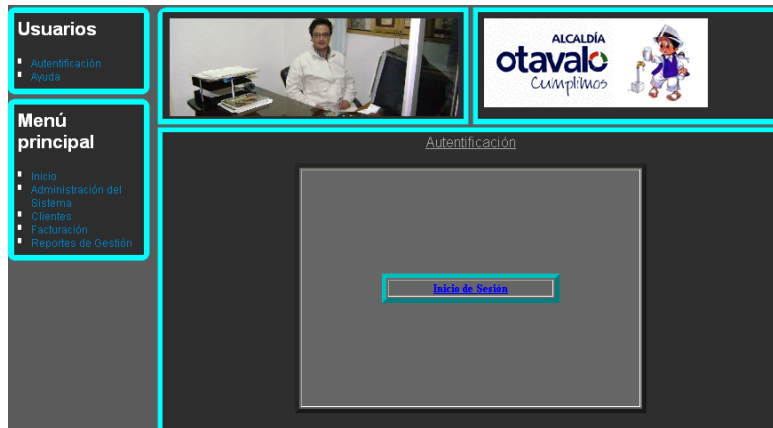 Usuarios
Autentificación
Ayuda
Menú
principal
Inicio
Administración del
Sistema
Clientes
Facturación
Reportes de Gestión
ALCALDÍA
otavalo
Cumplimos
Autentificación
Inicio de Sesión